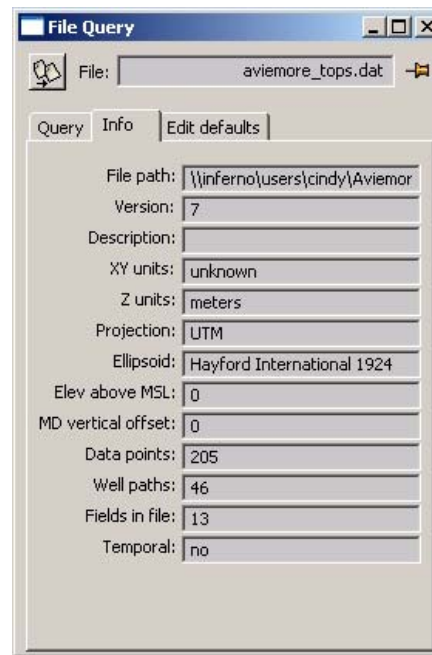 File Query
File: aviemore_tops.dat
Query Info Edit defaults
File path: \\inferno\users\cindy\Aviemor
Version: 7
Description:
XY units: unknown
Z units: meters
Projection: UTM
Ellipsoid: Hayford International 1924
Elev above MSL: 0
MD vertical offset: 0
Data points: 205
Well paths: 46
Fields in file: 13
Temporal: no